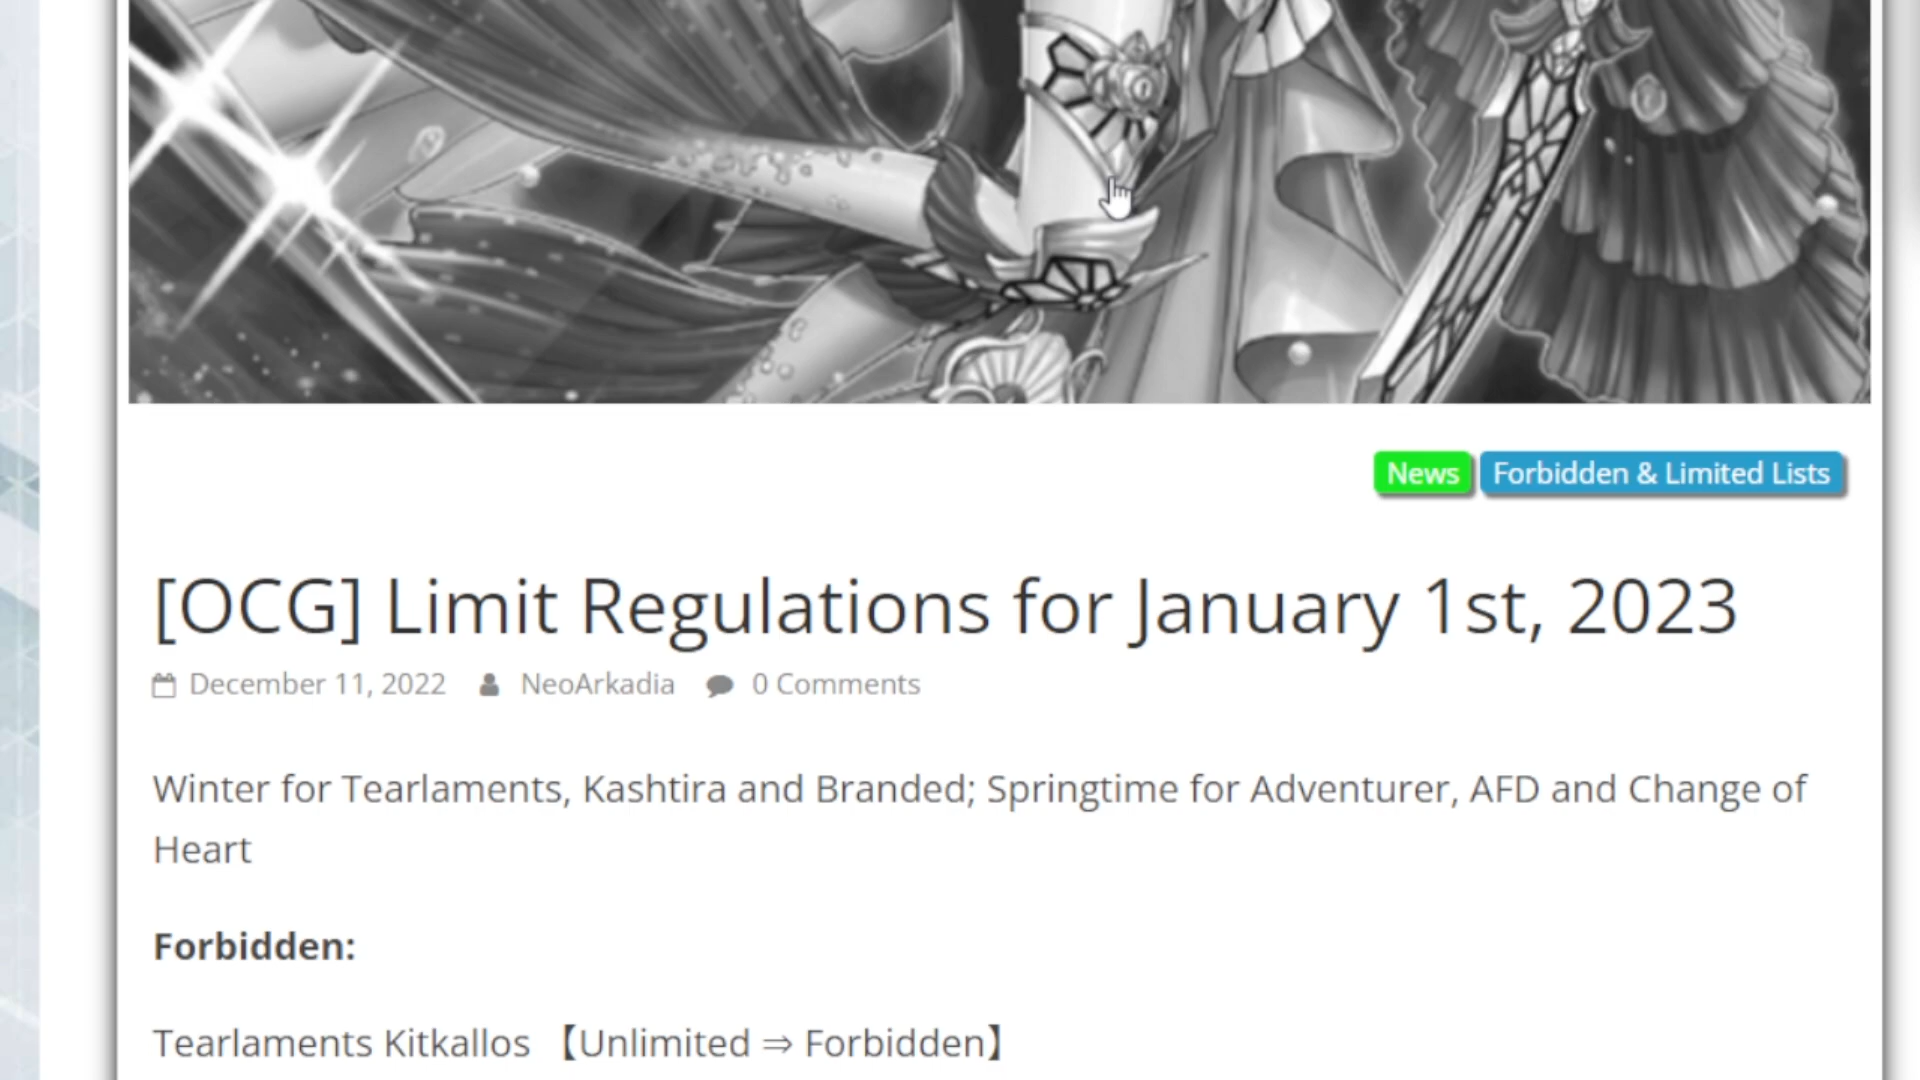 News Forbidden & Limited Lists
[OCG] Limit Regulations for January 1st, 2023
December 11, 2022 NeoArkadia 0 Comments
Winter for Tearlaments, Kashtira and Branded; Springtime for Adventurer, AFD and Change of
Heart
Forbidden:
Tearlaments Kitkallos 【Unlimited ⇒ Forbidden】